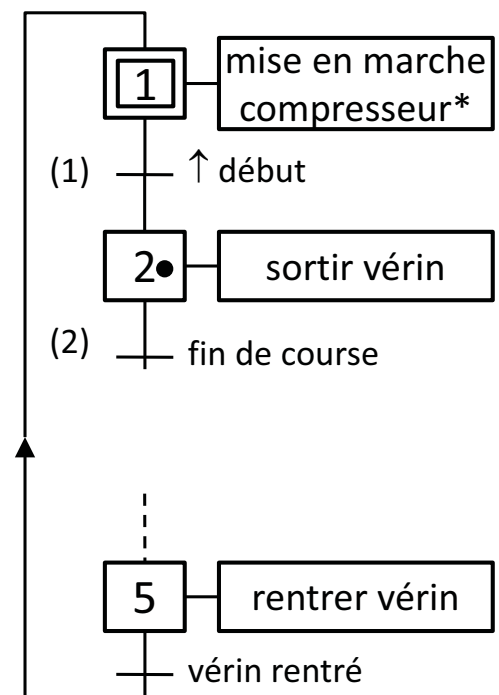 1
mise en marche
compresseur*
(1)
↑ début
2
sortir vérin
(2)
fin de course
5
rentrer vérin
vérin rentré